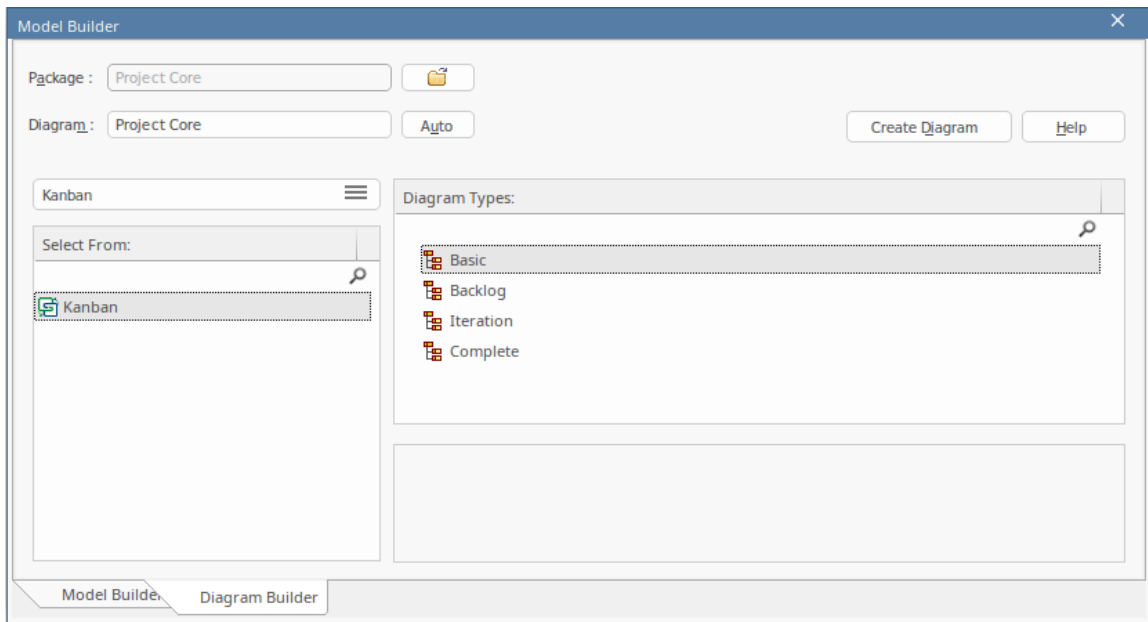 Model Builder
Package : Project Core
Diagram : Project Core Auto Create Diagram Help
Kanban
Diagram Types:
Select From:
Kanban
Basic
Backlog
Iteration
Complete
Model Builder Diagram Builder